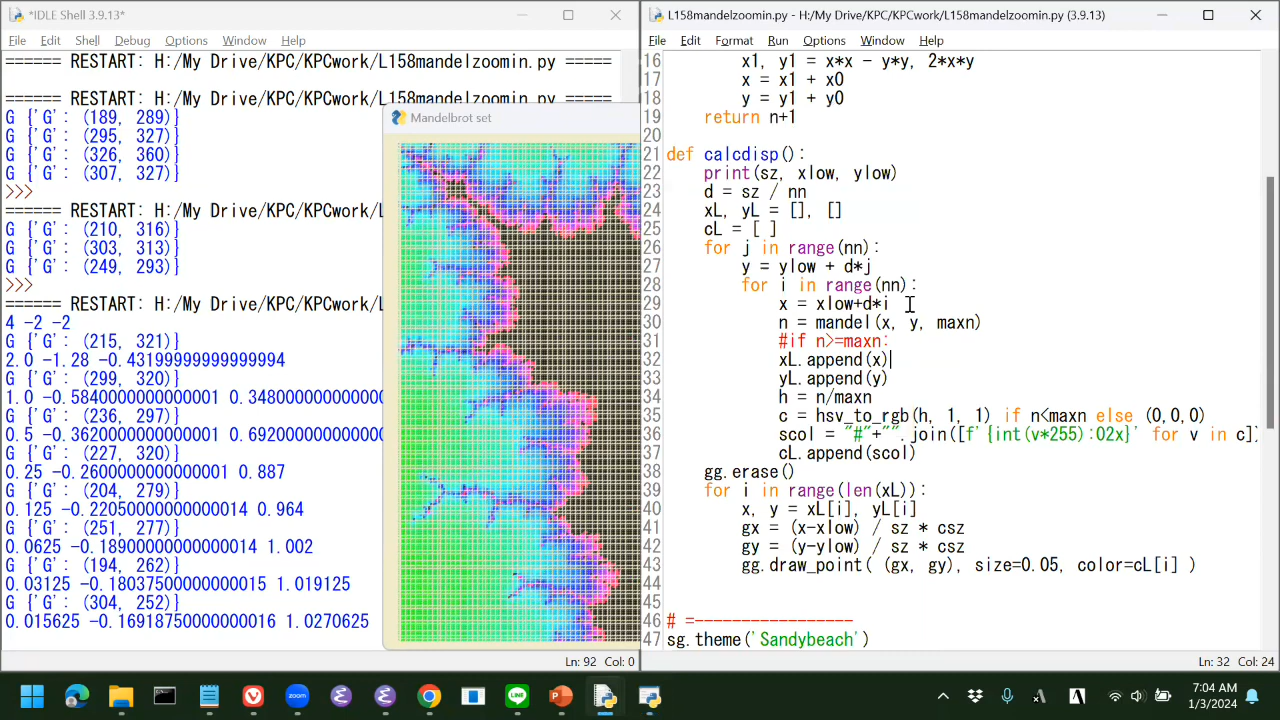 *IDLE Shell 3.9.13*
File Edit Shell Debug Options Window Help
====== RESTART: H:/My Drive/KPC/KPCwork/L158mandelzoomin.py =====
====== RESTART: H:/My Drive/KPC/KPCwork/L158mandelzoomin.py =====
G {'G': (189, 289)}
G {'G': (295, 327)}
G {'G': (326, 360)}
G {'G': (307, 327)}
>>>
====== RESTART: H:/My Drive/KPC/KPCwork/L
G {'G': (210, 316)}
G {'G': (303, 313)}
G {'G': (249, 293)}
>>>
====== RESTART: H:/My Drive/KPC/KPCwork/L
4 -2 -2
G {'G': (215, 321)}
2.0 -1.28 -0.43199999999999994
G {'G': (299, 320)}
1.0 -0.5840000000000001 0.3480000000000000
G {'G': (236, 297)}
0.5 -0.3620000000000001 0.6920000000000000
G {'G': (227, 320)}
0.25 -0.2600000000000001 0.887
G {'G': (204, 279)}
0.125 -0.22050000000000014 0.964
G {'G': (251, 277)}
0.0625 -0.18900000000000014 1.002
G {'G': (194, 262)}
0.03125 -0.18037500000000015 1.019125
G {'G': (304, 252)}
0.015625 -0.16918750000000016 1.0270625
Ln: 92 Col: 0
Mandelbrot set
L158mandelzoomin.py - H:/My Drive/KPC/KPCwork/L158mandelzoomin.py (3.9.13)
File Edit Format Run Options Window Help
16 x1, y1 = x*x - y*y, 2*x*y
17 x = x1 + x0
18 y = y1 + y0
19 return n+1
20
21 def calcdisp():
22 print(sz, xlow, ylow)
23 d = sz / nn
24 xL, yL = [], []
25 cL = [ ]
26 for j in range(nn):
27 y = ylow + d*j
28 for i in range(nn):
29 x = xlow+d*i
30 n = mandel(x, y, maxn)
31 #if n>=maxn:
32 xL.append(x)
33 yL.append(y)
34 h = n/maxn
35 c = hsv_to_rgb(h, 1, 1) if n<maxn else (0,0,0)
36 scol = "#"+"".join([f'{int(v*255):02x}' for v in c])
37 cL.append(scol)
38 gg.erase()
39 for i in range(len(xL)):
40 x, y = xL[i], yL[i]
41 gx = (x-xlow) / sz * csz
42 gy = (y-ylow) / sz * csz
43 gg.draw_point( (gx, gy), size=0.05, color=cL[i] )
44
45
46 # =-----------------
47 sg.theme('Sandybeach')
Ln: 32 Col: 24
zoom
LINE
A
7:04 AM
1/3/2024